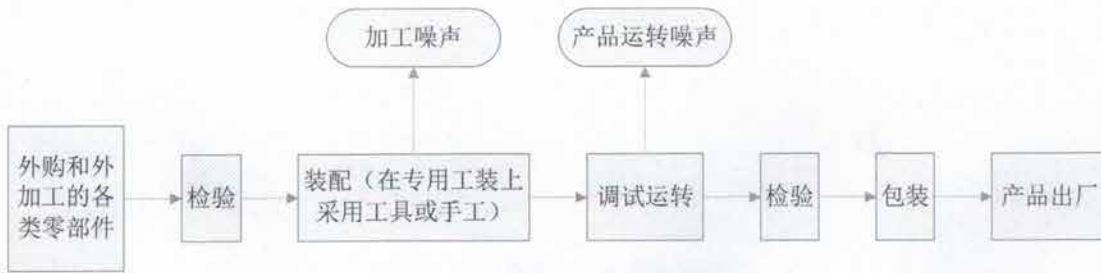 加工噪声
产品运转噪声
外购和外
加工的各
类零部件
检验
装配（在专用工装上
采用工具或手工）
调试运转
检验
包装
产品出厂